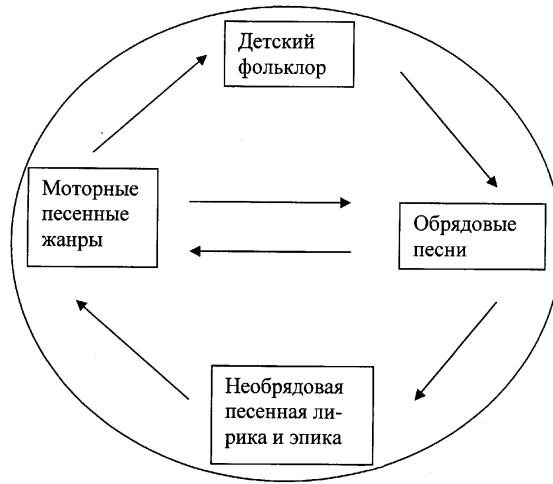 Детский
фольклор
Моторные
песенные
жанры
Обрядовые
песни
Необрядовая
песенная ли-
рика и эпика